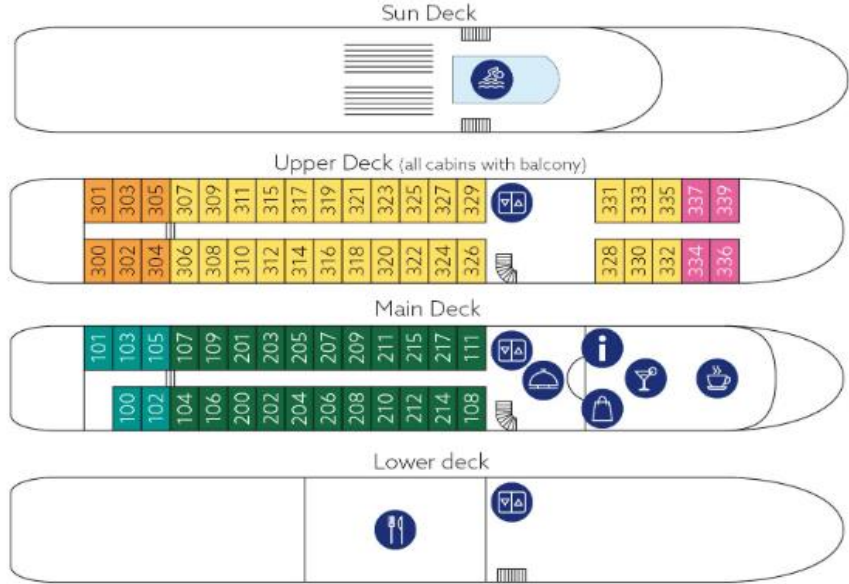 Sun Deck
Upper Deck (all cabins with balcony)
301 303 305 307 309 311 315 317 319 321 323 325 327 329 331 333 335 337 339
300 302 304 306 308 310 312 314 316 318 320 322 324 326 328 330 332 334 336
Main Deck
101 103 105 107 109 201 203 205 207 209 211 215 217 111
i
100 102 104 106 200 202 204 206 208 210 212 214 108
Lower deck